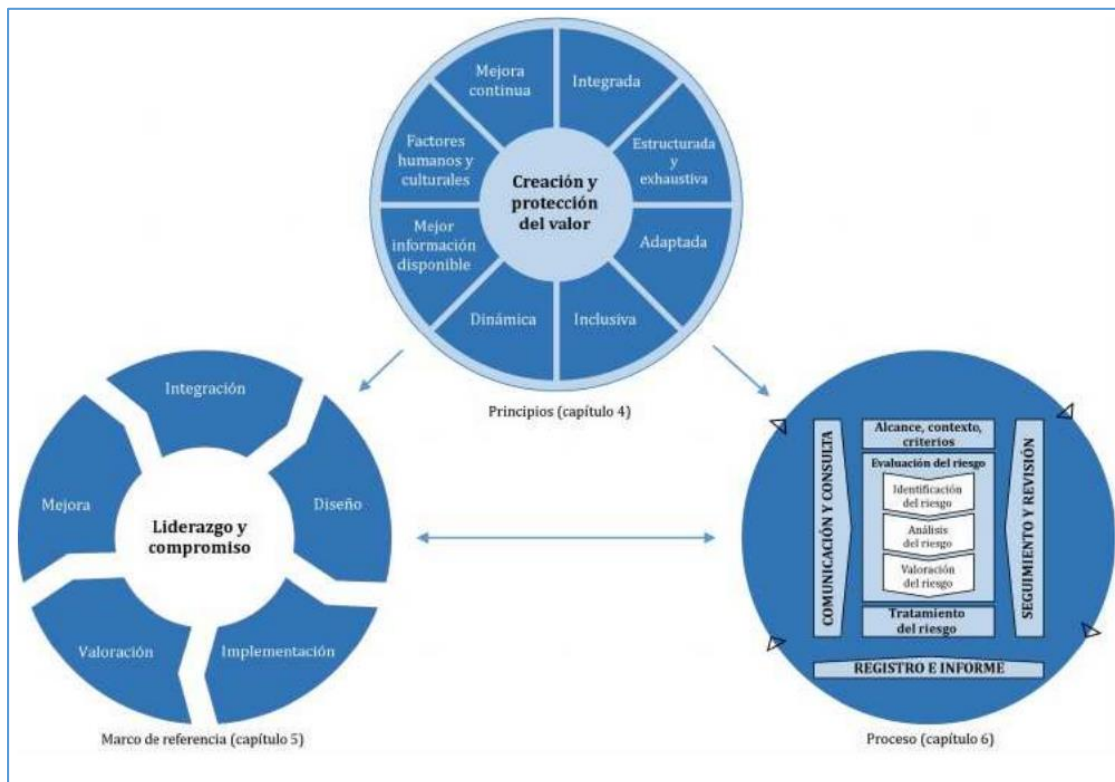 Mejora
continua
Integrada
Factores
humanos y
culturales
Estructurada
y
exhaustiva
Creación y
protección
del valor
Mejor
información
disponible
Adaptada
Dinámica
Inclusiva
Principios (capítulo 4)
Integración
Mejora
Diseño
Liderazgo y
compromiso
Valoración
Implementación
Marco de referencia (capítulo 5)
COMUNICACIÓN Y CONSULTA
Alcance, contexto,
criterios
Evaluación del riesgo
Identificación
del riesgo
Análisis
del riesgo
Valoración
del riesgo
Tratamiento
del riesgo
SEGUIMIENTO Y REVISIÓN
REGISTRO E INFORME
Proceso (capítulo 6)